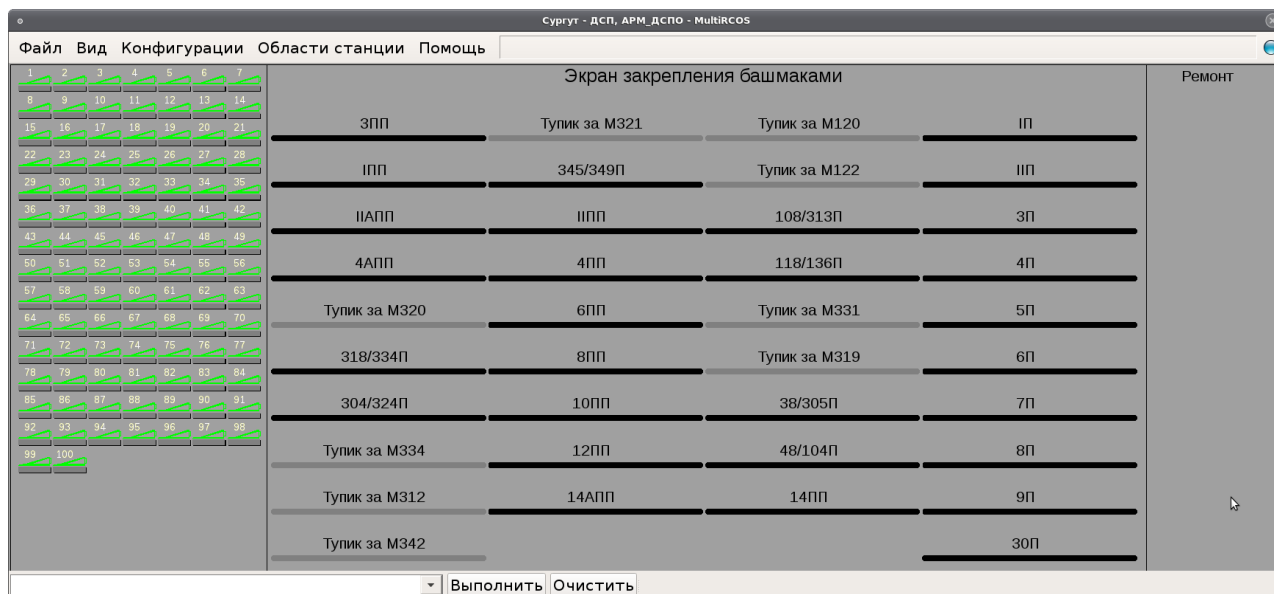 Сургут - ДСП, АРМ_ДСПО - MultiRCOS
Файл Вид Конфигурации Области станции Помощь
Экран закрепления башмаками
Ремонт
1 2 3 4 5 6 7
8 9 10 11 12 13 14
15 16 17 18 19 20 21
22 23 24 25 26 27 28
29 30 31 32 33 34 35
36 37 38 39 40 41 42
43 44 45 46 47 48 49
50 51 52 53 54 55 56
57 58 59 60 61 62 63
64 65 66 67 68 69 70
71 72 73 74 75 76 77
78 79 80 81 82 83 84
85 86 87 88 89 90 91
92 93 94 95 96 97 98
99 100
3ПП Тупик за М321 Тупик за М120 IП
IПП 345/349П Тупик за М122 IIП
IIАПП IIПП 108/313П 3П
4АПП 4ПП 118/136П 4П
Тупик за М320 6ПП Тупик за М331 5П
318/334П 8ПП Тупик за М319 6П
304/324П 10ПП 38/305П 7П
Тупик за М334 12ПП 48/104П 8П
Тупик за М312 14АПП 14ПП 9П
Тупик за М342 30П
Выполнить Очистить